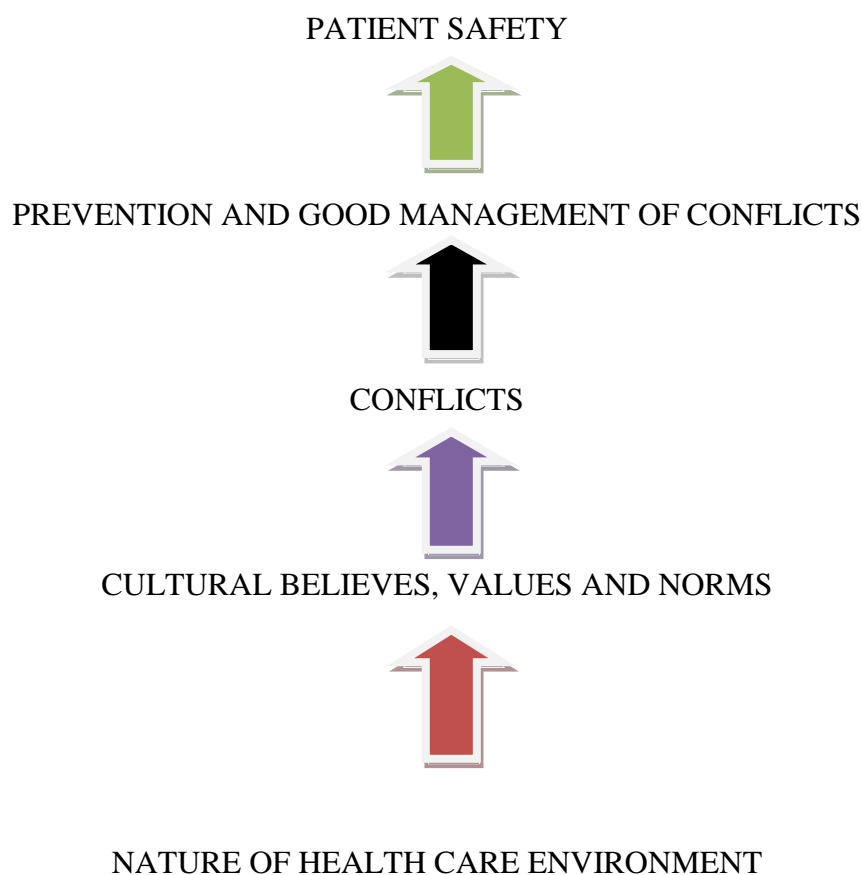 PATIENT SAFETY
PREVENTION AND GOOD MANAGEMENT OF CONFLICTS
CONFLICTS
CULTURAL BELIEVES, VALUES AND NORMS
NATURE OF HEALTH CARE ENVIRONMENT